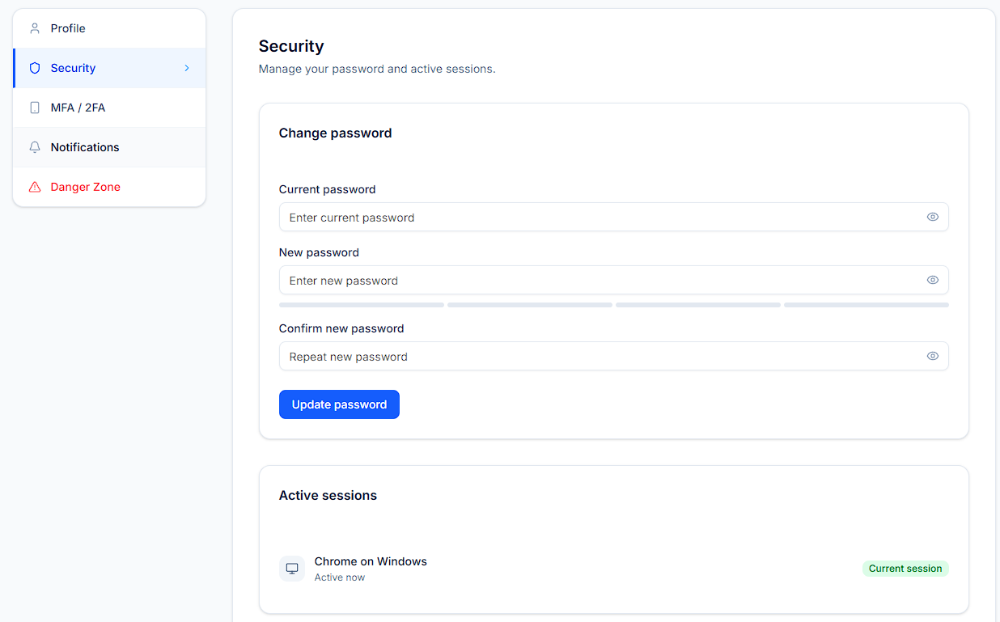 Profile
Security
MFA / 2FA
Notifications
Danger Zone
Security
Manage your password and active sessions.
Change password
Current password
Enter current password
New password
Enter new password
Confirm new password
Repeat new password
Update password
Active sessions
Chrome on Windows
Active now
Current session